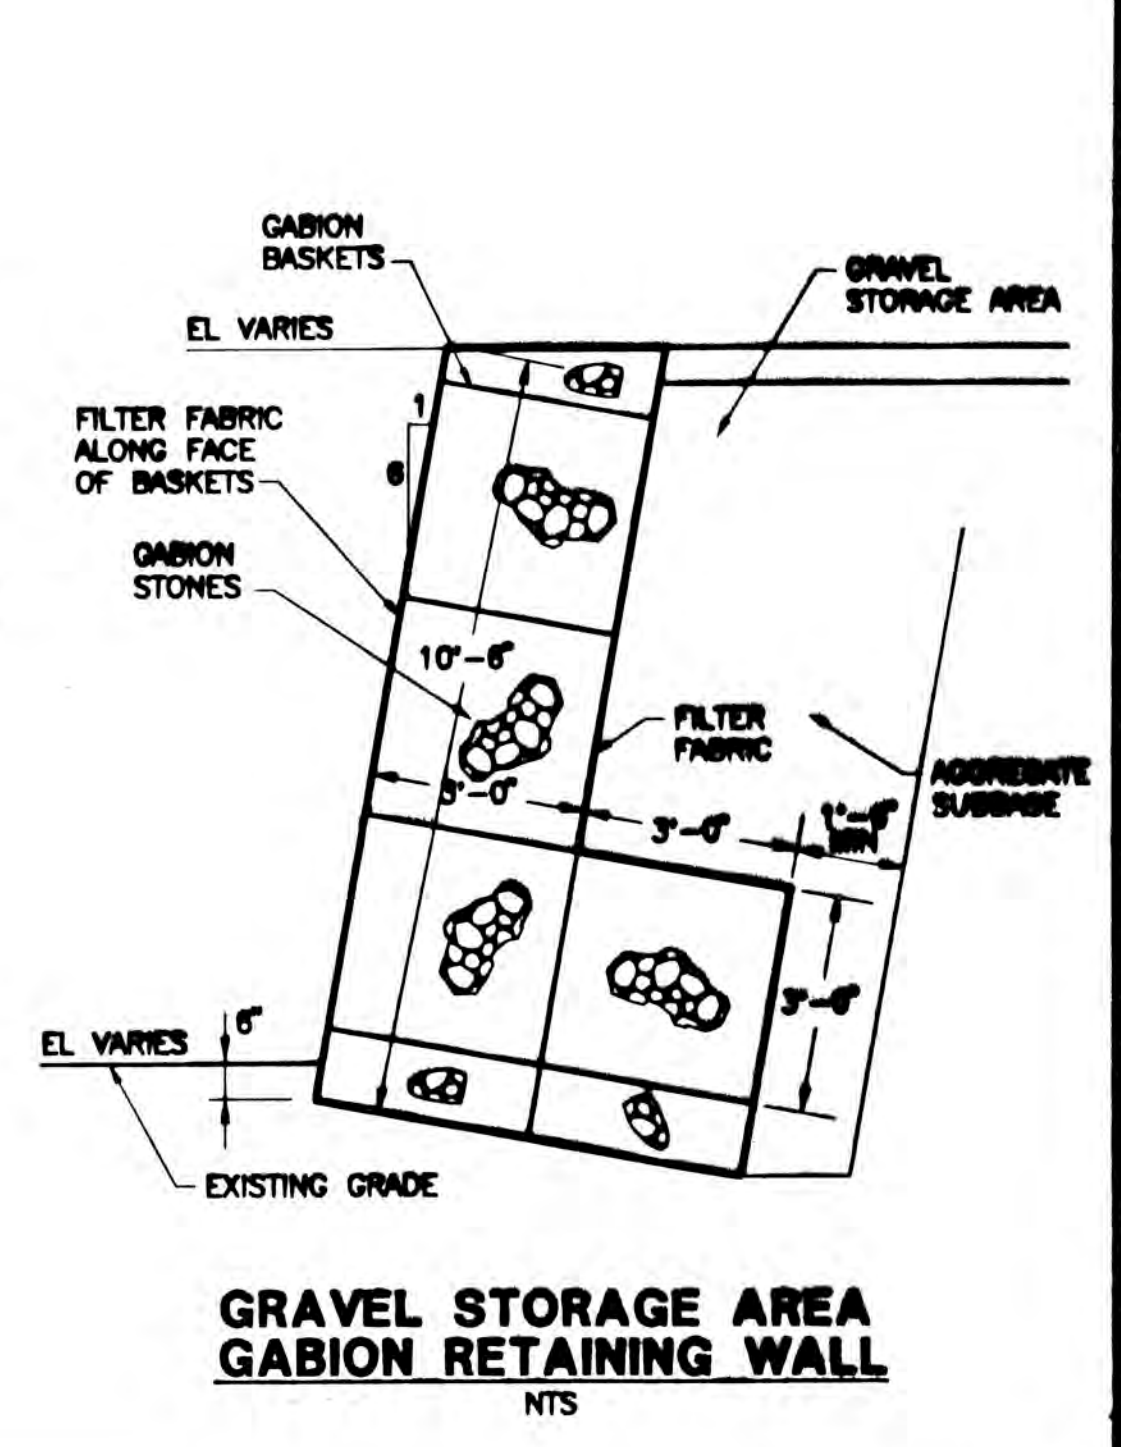 GABION
BASKETS
GRAVEL
STORAGE AREA
EL VARIES
1
FILTER FABRIC
ALONG FACE
OF BASKETS
6
GABION
STONES
10'-6"
FILTER
FABRIC
AGGREGATE
SUBBASE
3'-0"
3'-0"
1'-6"
MIN
3'-0"
6"
EL VARIES
EXISTING GRADE
GRAVEL STORAGE AREA
GABION RETAINING WALL
NTS